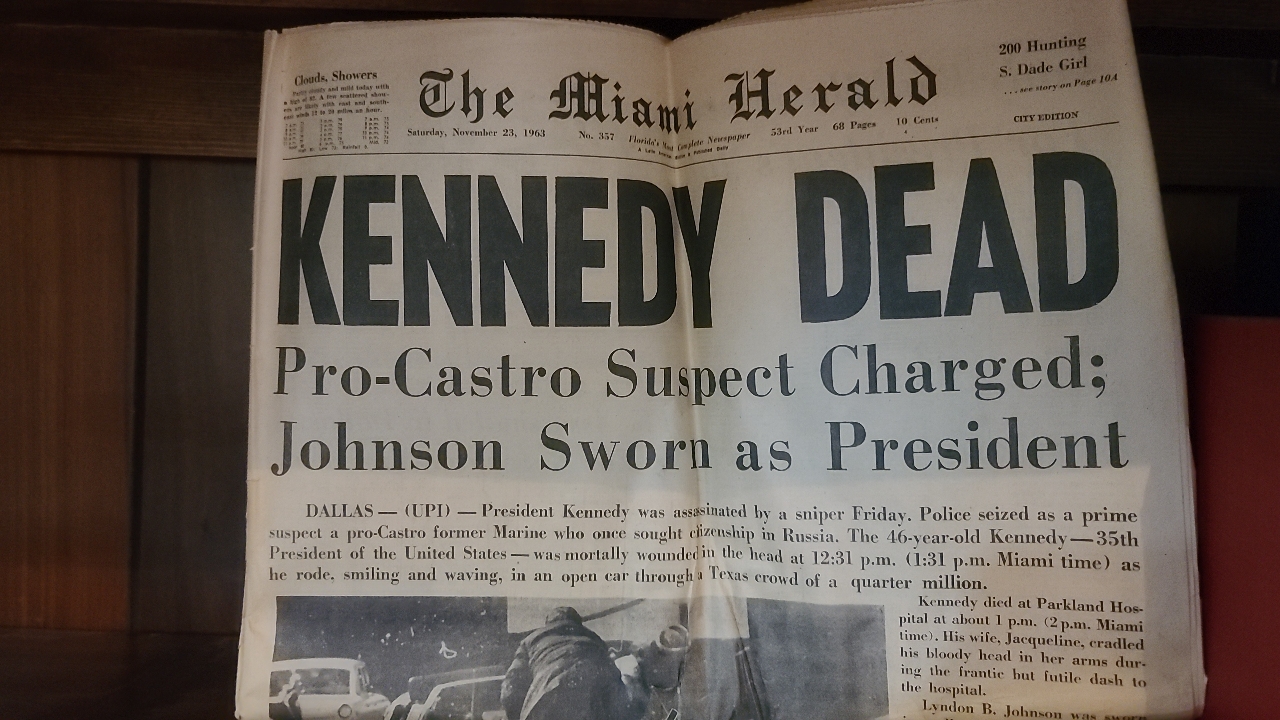 Clouds, Showers
The Miami Herald
200 Hunting
S. Dade Girl
...see story on Page 10A
Saturday, November 23, 1963 No. 357 Florida's Complete Newspaper 53rd Year 68 Pages 10 Cents
CITY EDITION
KENNEDY DEAD
Pro-Castro Suspect Charged;
Johnson Sworn as President
DALLAS — (UPI) — President Kennedy was assassinated by a sniper Friday. Police seized as a prime
suspect a pro-Castro former Marine who once sought citizenship in Russia. The 46-year-old Kennedy — 35th
President of the United States — was mortally wounded in the head at 12:31 p.m. (1:31 p.m. Miami time) as
he rode, smiling and waving, in an open car through a Texas crowd of a quarter million.
Kennedy died at Parkland Hos-
pital at about 1 p.m. (2 p.m. Miami
time). His wife, Jacqueline, cradled
his bloody head in her arms dur-
ing the frantic but futile dash to
the hospital.
Lyndon B. Johnson was sworn